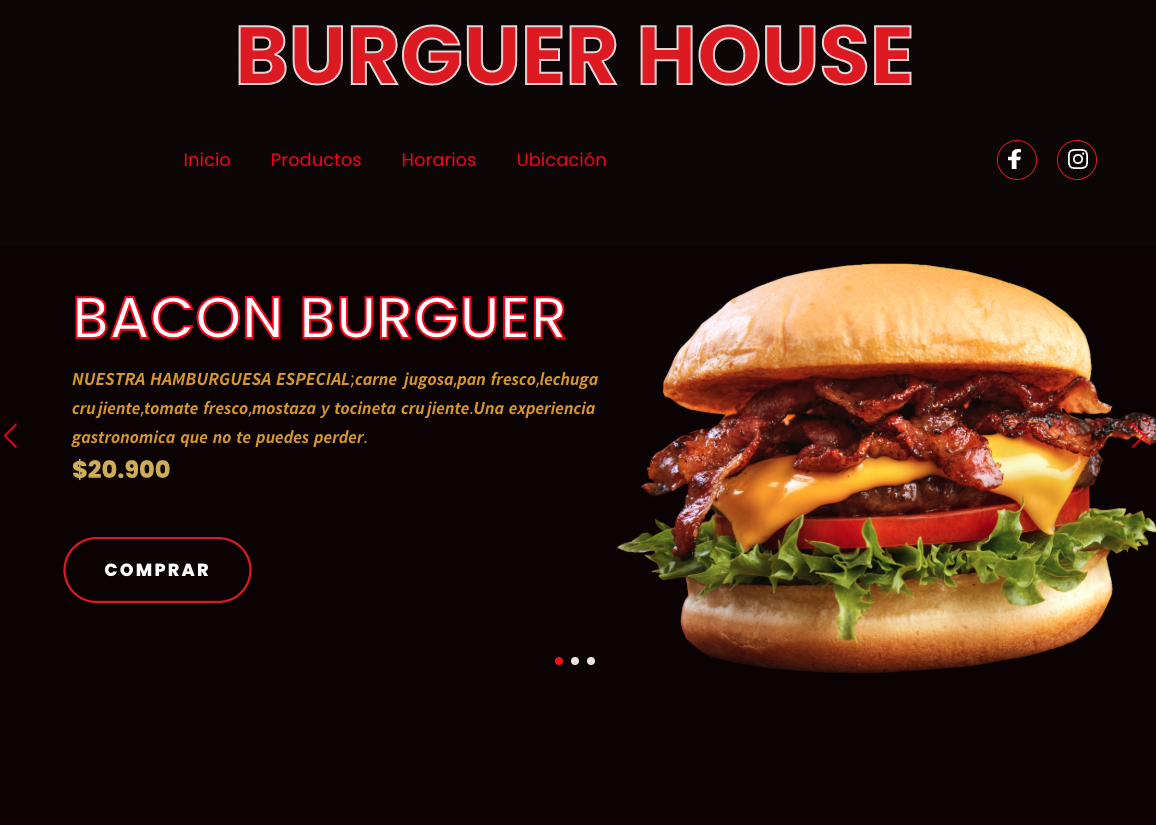 BURGUER HOUSE
Inicio Productos Horarios Ubicación
BACON BURGUER
NUESTRA HAMBURGUESA ESPECIAL;carne jugosa,pan fresco,lechuga
crujiente,tomate fresco,mostaza y tocineta crujiente.Una experiencia
gastronomica que no te puedes perder.
$20.900
COMPRAR